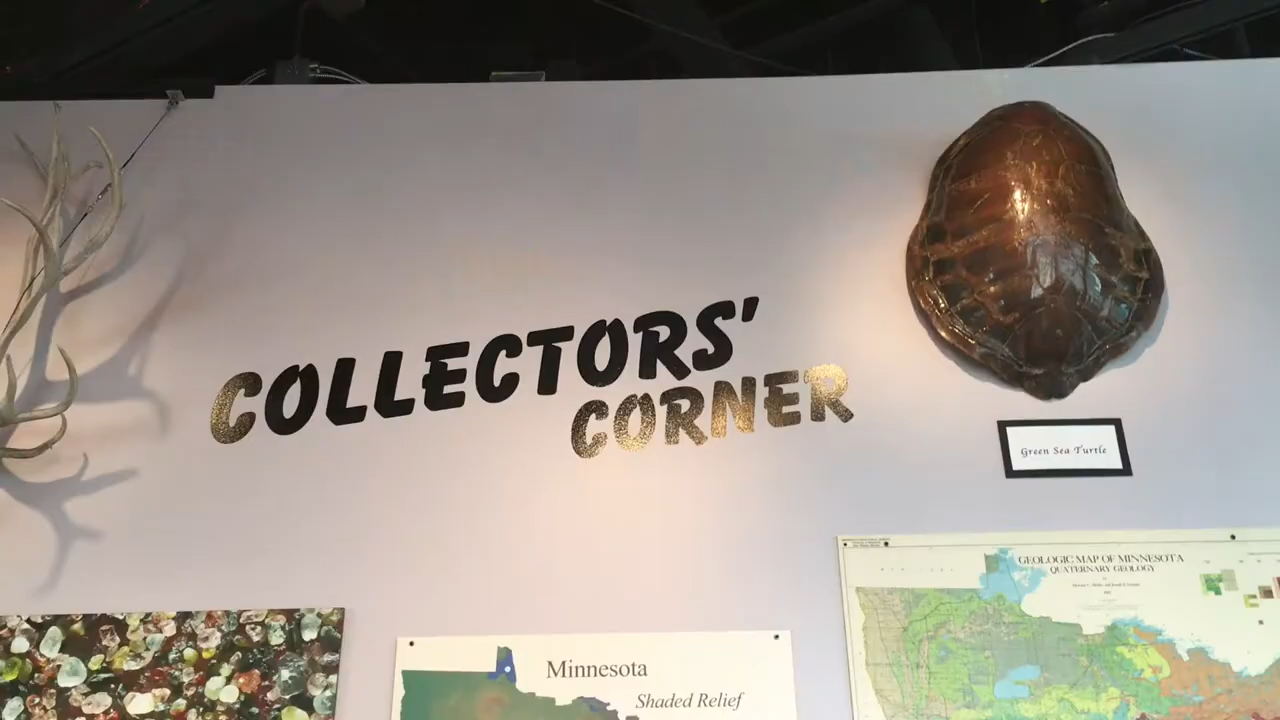 COLLECTORS'
CORNER
Green Sea Turtle
GEOLOGIC MAP OF MINNESOTA
QUATERNARY GEOLOGY
Minnesota
Shaded Relief